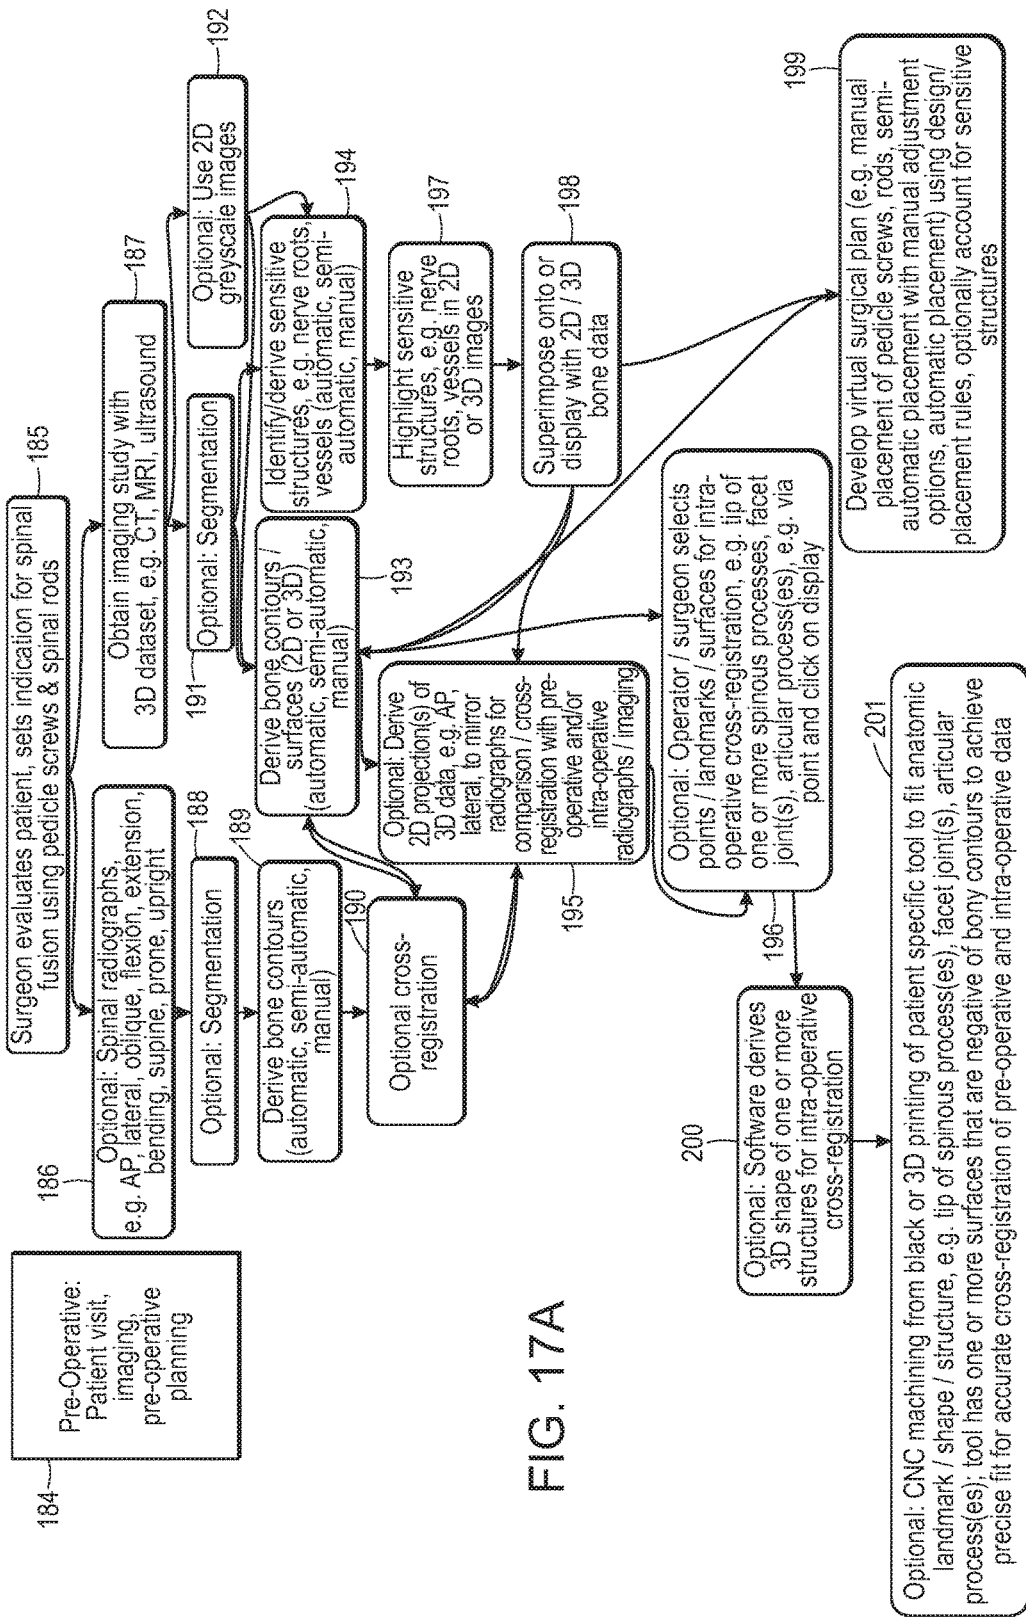 184
Pre-Operative:
Patient visit,
imaging,
pre-operative
planning
185
Surgeon evaluates patient, sets indication for spinal
fusion using pedicle screws & spinal rods
186
Optional: Spinal radiographs,
e.g. AP, lateral, oblique, flexion, extension,
bending, supine, prone, upright
187
Obtain imaging study with
3D dataset, e.g. CT, MRI, ultrasound
188
Optional: Segmentation
191
Optional: Segmentation
192
Optional: Use 2D
greyscale images
189
Derive bone contours
(automatic, semi-automatic,
manual)
193
Derive bone contours /
surfaces (2D or 3D)
(automatic, semi-automatic,
manual)
194
Identify/derive sensitive
structures, e.g. nerve roots,
vessels (automatic, semi-
automatic, manual)
190
Optional cross-
registration
195
Optional: Derive
2D projection(s) of
3D data, e.g. AP,
lateral, to mirror
radiographs for
comparison / cross-
registration with pre-
operative and/or
intra-operative
radiographs / imaging
197
Highlight sensitive
structures, e.g. nerve
roots, vessels in 2D
or 3D images
198
Superimpose onto or
display with 2D / 3D
bone data
196
Optional: Operator / surgeon selects
points / landmarks / surfaces for intra-
operative cross-registration, e.g. tip of
one or more spinous processes, facet
joint(s), articular process(es), e.g. via
point and click on display
199
Develop virtual surgical plan (e.g. manual
placement of pedicle screws, rods, semi-
automatic placement with manual adjustment
options, automatic placement) using design/
placement rules, optionally account for sensitive
structures
200
Optional: Software derives
3D shape of one or more
structures for intra-operative
cross-registration
201
Optional: CNC machining from black or 3D printing of patient specific tool to fit anatomic
landmark / shape / structure, e.g. tip of spinous process(es), facet joint(s), articular
process(es); tool has one or more surfaces that are negative of bony contours to achieve
precise fit for accurate cross-registration of pre-operative and intra-operative data
FIG. 17A